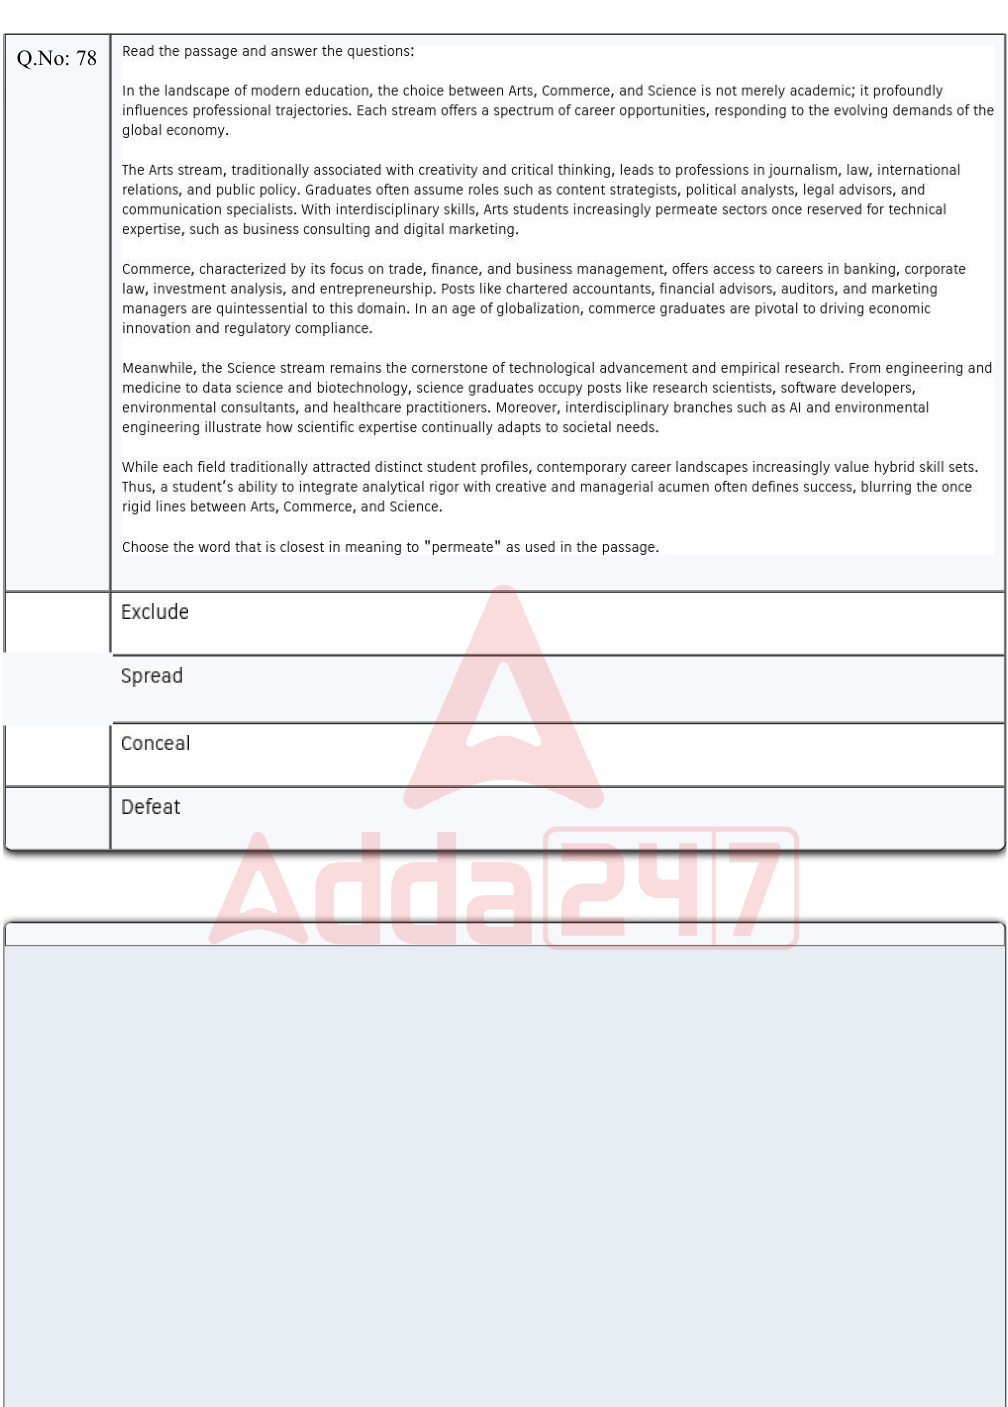 Q.No: 78
Read the passage and answer the questions:
In the landscape of modern education, the choice between Arts, Commerce, and Science is not merely academic; it profoundly
influences professional trajectories. Each stream offers a spectrum of career opportunities, responding to the evolving demands of the
global economy.
The Arts stream, traditionally associated with creativity and critical thinking, leads to professions in journalism, law, international
relations, and public policy. Graduates often assume roles such as content strategists, political analysts, legal advisors, and
communication specialists. With interdisciplinary skills, Arts students increasingly permeate sectors once reserved for technical
expertise, such as business consulting and digital marketing.
Commerce, characterized by its focus on trade, finance, and business management, offers access to careers in banking, corporate
law, investment analysis, and entrepreneurship. Posts like chartered accountants, financial advisors, auditors, and marketing
managers are quintessential to this domain. In an age of globalization, commerce graduates are pivotal to driving economic
innovation and regulatory compliance.
Meanwhile, the Science stream remains the cornerstone of technological advancement and empirical research. From engineering and
medicine to data science and biotechnology, science graduates occupy posts like research scientists, software developers,
environmental consultants, and healthcare practitioners. Moreover, interdisciplinary branches such as AI and environmental
engineering illustrate how scientific expertise continually adapts to societal needs.
While each field traditionally attracted distinct student profiles, contemporary career landscapes increasingly value hybrid skill sets.
Thus, a student's ability to integrate analytical rigor with creative and managerial acumen often defines success, blurring the once
rigid lines between Arts, Commerce, and Science.
Choose the word that is closest in meaning to "permeate" as used in the passage.
Exclude
Spread
Conceal
Defeat
Adda247